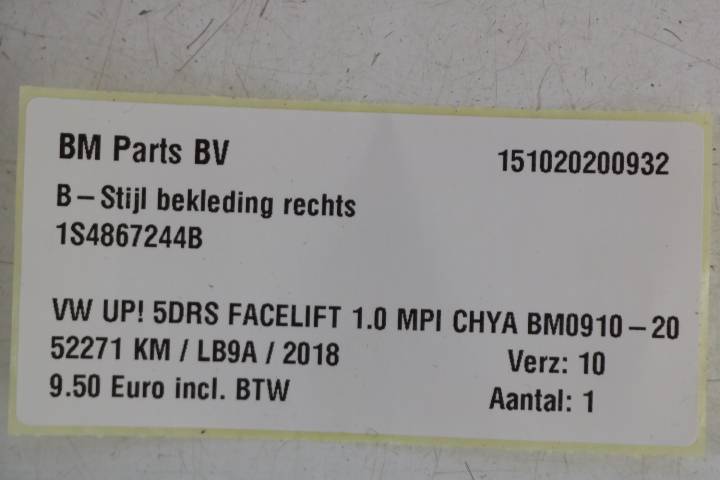 BM Parts BV 151020200932
B – Stijl bekleding rechts
1S4867244B
VW UP! 5DRS FACELIFT 1.0 MPI CHYA BM0910 – 20
52271 KM / LB9A / 2018 Verz: 10
9.50 Euro incl. BTW Aantal: 1